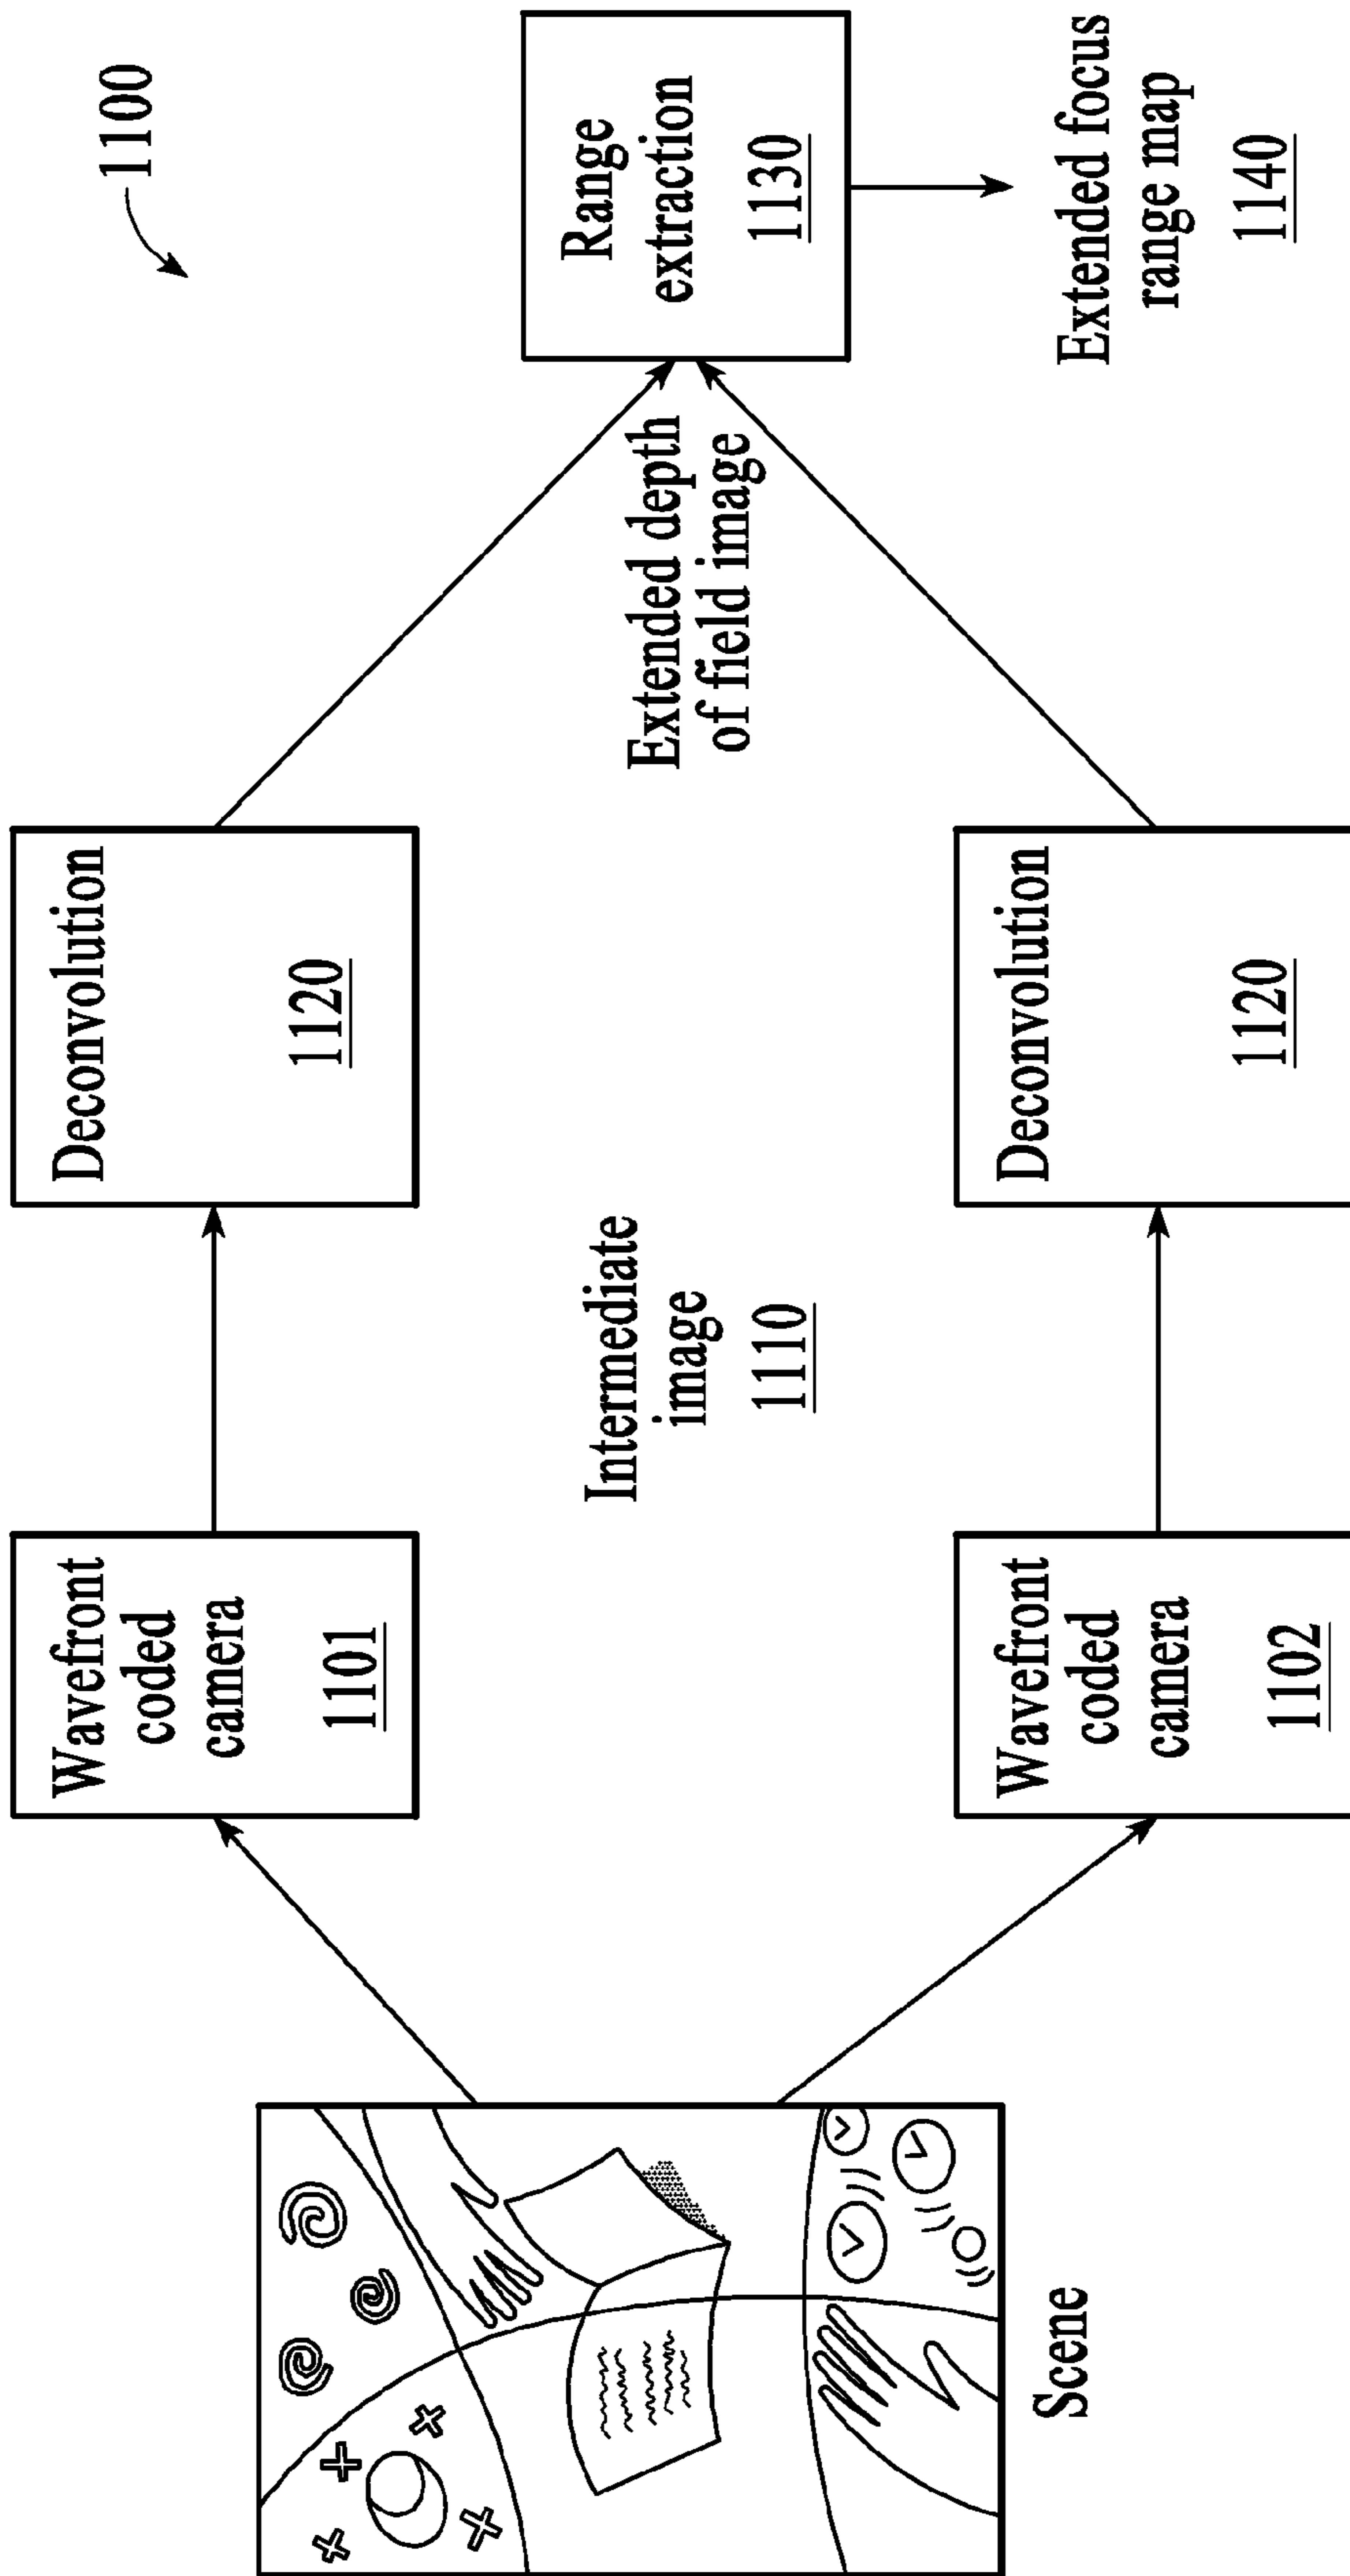 1100
Scene
Wavefront
coded
camera
1101
Wavefront
coded
camera
1102
Intermediate
image
1110
Deconvolution
1120
Deconvolution
1120
Extended depth
of field image
Range
extraction
1130
Extended focus
range map
1140